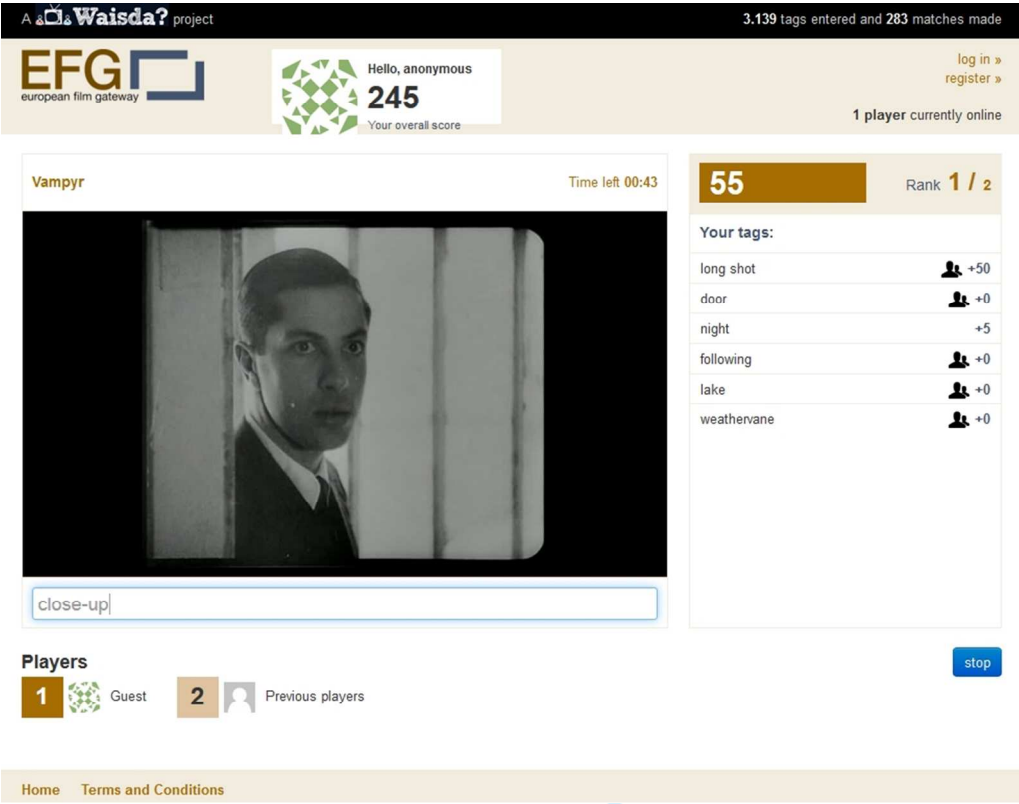 A &Waisda? project
3.139 tags entered and 283 matches made
EFG
european film gateway
Hello, anonymous
245
Your overall score
log in »
register »
1 player currently online
Vampyr
Time left 00:43
55
Rank 1 / 2
Your tags:
long shot +50
door +0
night +5
following +0
lake +0
weathervane +0
close-up
Players
stop
1 Guest
2 Previous players
Home Terms and Conditions